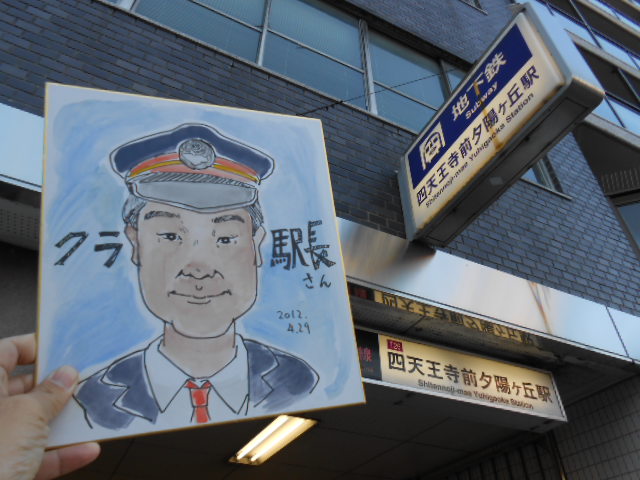 地下鉄
Subway
四天王寺前夕陽ヶ丘駅
Shitennoji-mae Yuhigaoka Station
クラ 駅長
さん
2012.
4.29
四天王寺前夕陽ヶ丘駅
Shitennoji-mae Yuhigaoka Station